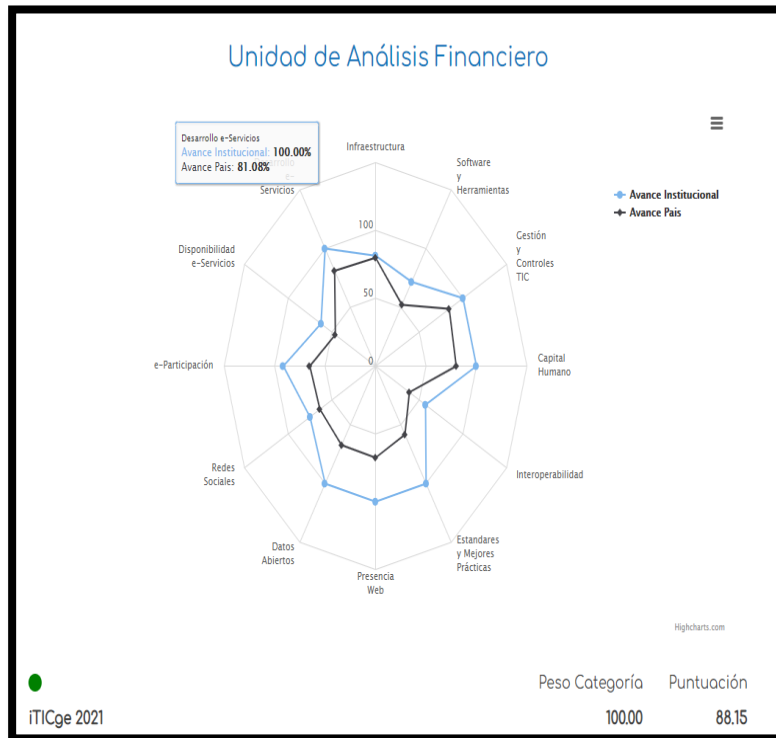 Unidad de Análisis Financiero
Desarrollo e-Servicios
Avance Institucional: 100.00%
Avance Pais: 81.08%
e-
Servicios
Infraestructura
Software
y
Herramientas
Avance Institucional
Avance Pais
Gestión
y
Controles
TIC
Disponibilidad
e-Servicios
100
50
0
e-Participación
Capital
Humano
Redes
Sociales
Interoperabilidad
Datos
Abiertos
Presencia
Web
Estandares
y Mejores
Prácticas
Highcharts.com
Peso Categoría Puntuación
iTICge 2021 100.00 88.15